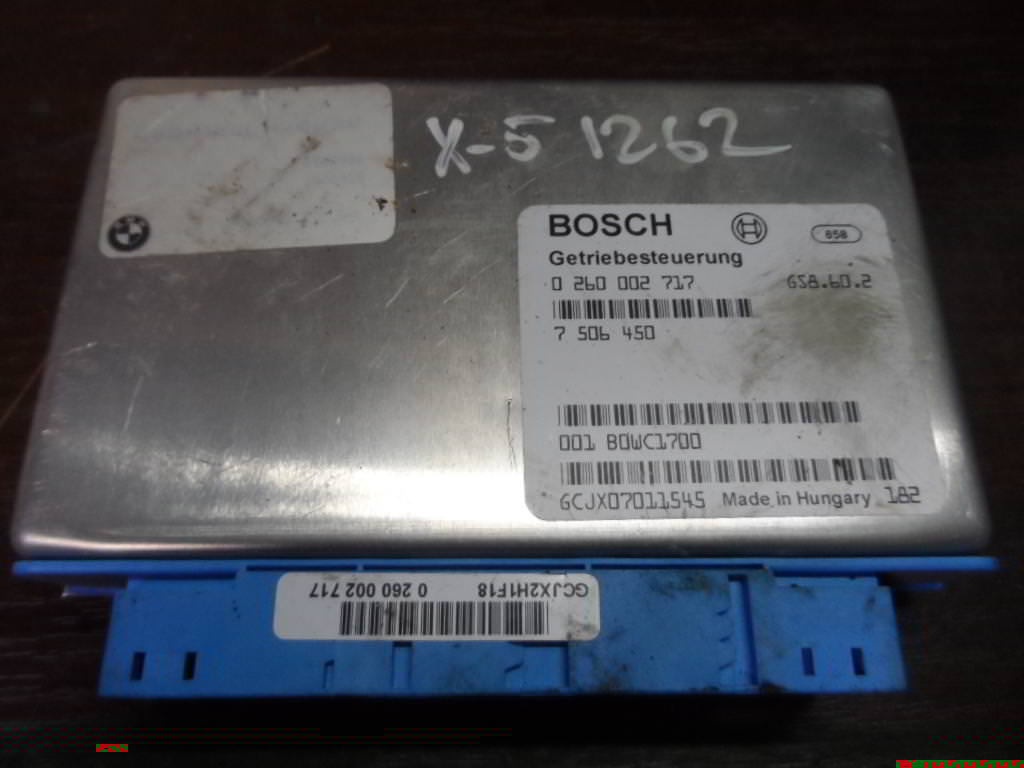 X-5 1262
BOSCH
658
Getriebesteuerung
0 260 002 717 GS8.60.2
7 506 450
001 B0WC1700
GCJX07011545 Made in Hungary 182
GCJX2H1F18 0 260 002 717